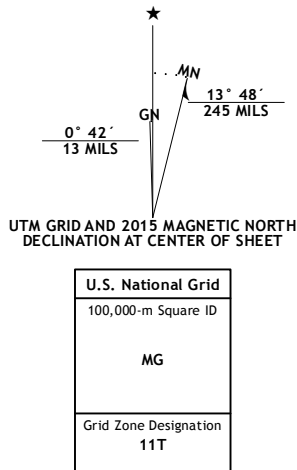 ★
MN
GN
13° 48´
245 MILS
0° 42´
13 MILS
UTM GRID AND 2015 MAGNETIC NORTH
DECLINATION AT CENTER OF SHEET
U.S. National Grid
100,000-m Square ID
MG
Grid Zone Designation
11T